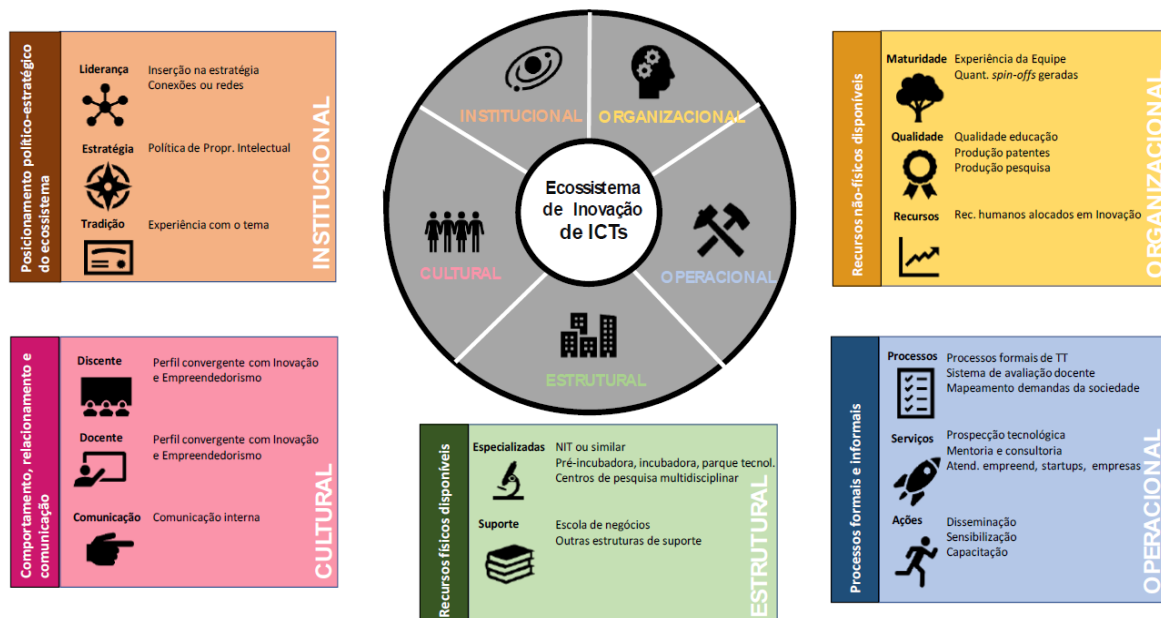 Posicionamento político-estratégico
do ecossistema
Liderança
Inserção na estratégia
Conexões ou redes
Estratégia
Política de Propr. Intelectual
Tradição
Experiência com o tema
INSTITUCIONAL
INSTITUCIONAL
ORGANIZACIONAL
CULTURAL
OPERACIONAL
ESTRUTURAL
Ecossistema
de Inovação
de ICTs
Recursos não-físicos disponíveis
Maturidade
Experiência da Equipe
Quant. spin-offs geradas
Qualidade
Qualidade educação
Produção patentes
Produção pesquisa
Recursos
Rec. humanos alocados em Inovação
ORGANIZACIONAL
Comportamento, relacionamento e
comunicação
Discente
Perfil convergente com Inovação
e Empreendedorismo
Docente
Perfil convergente com Inovação
e Empreendedorismo
Comunicação
Comunicação interna
CULTURAL
Recursos físicos disponíveis
Especializadas
NIT ou similar
Pré-incubadora, incubadora, parque tecnol.
Centros de pesquisa multidisciplinar
Suporte
Escola de negócios
Outras estruturas de suporte
ESTRUTURAL
Processos formais e informais
Processos
Processos formais de TT
Sistema de avaliação docente
Mapeamento demandas da sociedade
Serviços
Prospecção tecnológica
Mentoria e consultoria
Atend. empreend, startups, empresas
Ações
Disseminação
Sensibilização
Capacitação
OPERACIONAL